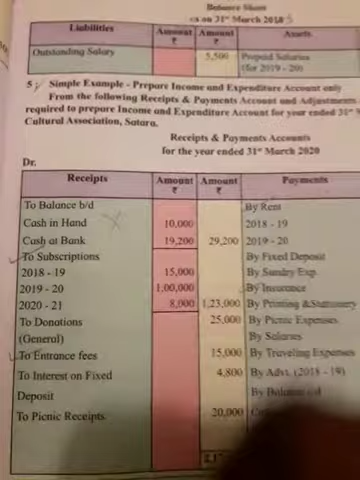 Balance Sheet
as on 31st March 2018
Liabilities Amount ₹ Amount ₹ Assets
Outstanding Salary 5,500 Prepaid Salaries
(for 2019 - 20)
5. Simple Example - Prepare Income and Expenditure Account only
From the following Receipts & Payments Account and Adjustments
required to prepare Income and Expenditure Account for year ended 31st
Cultural Association, Satara.
Receipts & Payments Accounts
for the year ended 31st March 2020
Dr.
Receipts Amount ₹ Amount ₹ Payments
To Balance b/d By Rent
Cash in Hand 10,000 2018 - 19
Cash at Bank 19,200 29,200 2019 - 20
To Subscriptions By Fixed Deposit
2018 - 19 15,000 By Sundry Exp.
2019 - 20 1,00,000 By Insurance
2020 - 21 8,000 1,23,000 By Printing & Stationery
To Donations 25,000 By Picnic Expenses
(General) By Salaries
To Entrance fees 15,000 By Traveling Expenses
To Interest on Fixed 4,800 By Advt. (2018 - 19)
Deposit By Balance c/d
To Picnic Receipts 20,000